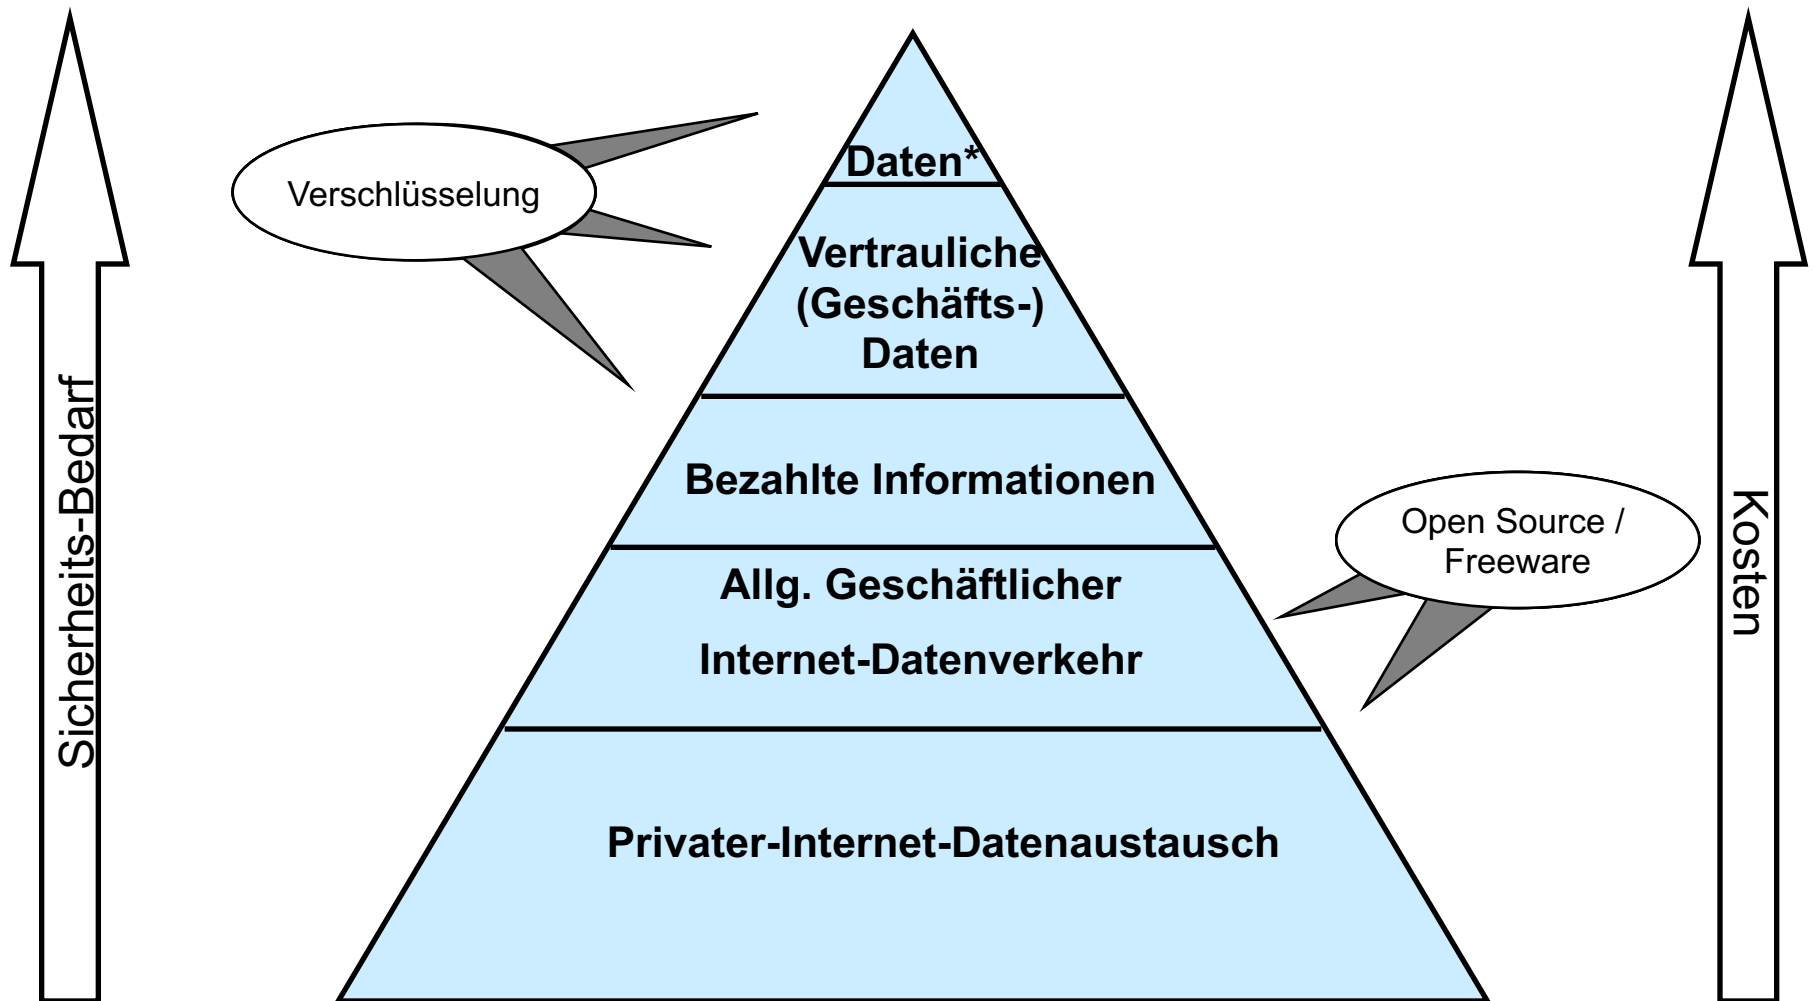 Daten*
Verschlüsselung
Vertrauliche
(Geschäfts-)
Daten
Sicherheits-Bedarf
Bezahlte Informationen
Open Source /
Freeware
Kosten
Allg. Geschäftlicher
Internet-Datenverkehr
Privater-Internet-Datenaustausch